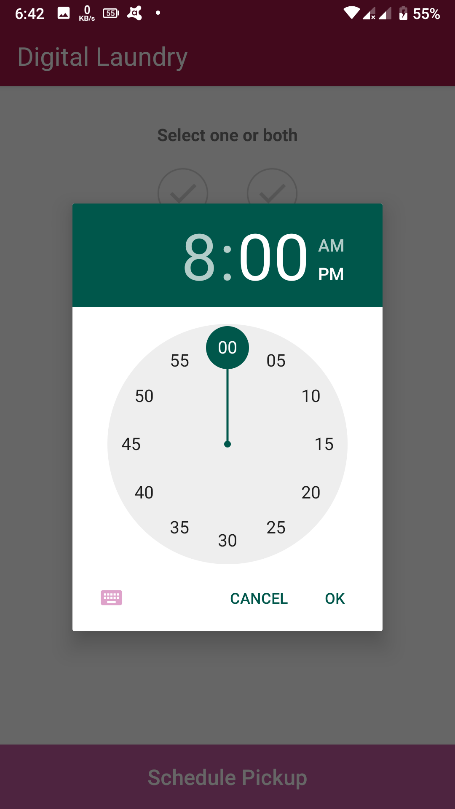 6:42 0 KB/s 55 55%
Digital Laundry
Select one or both
8:00 AM PM
00
55 05
50 10
45 15
40 20
35 25
30
CANCEL OK
Schedule Pickup